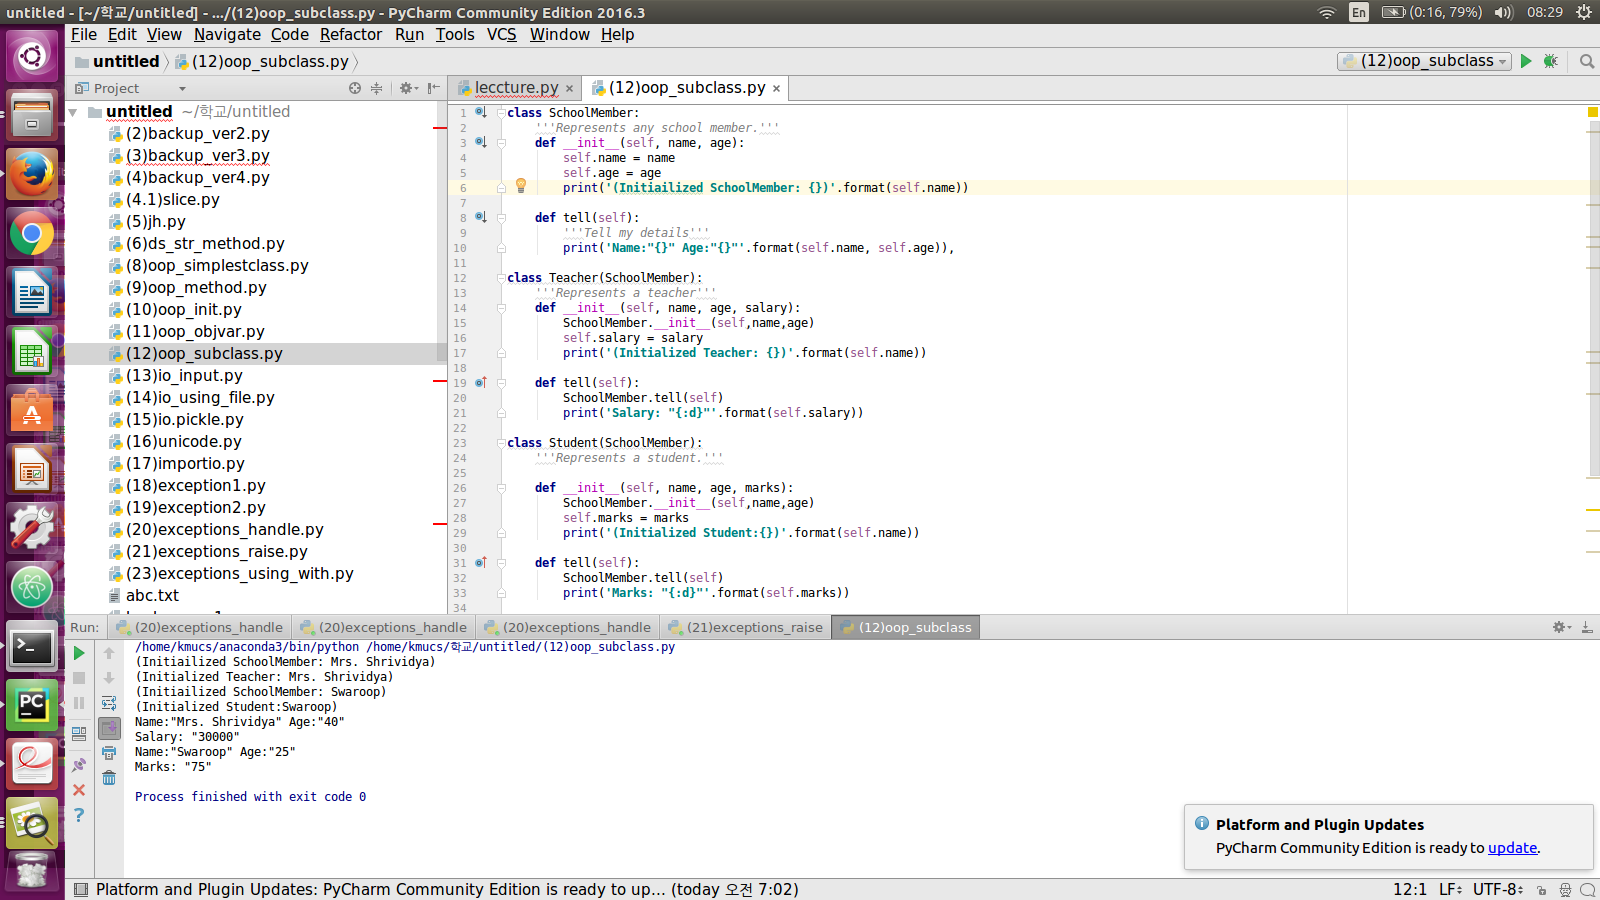 untitled - [~/학교/untitled] - .../(12)oop_subclass.py - PyCharm Community Edition 2016.3
En (0:16, 79%) 08:29
File Edit View Navigate Code Refactor Run Tools VCS Window Help
untitled (12)oop_subclass.py
(12)oop_subclass
Project
leccture.py × (12)oop_subclass.py ×
untitled ~/학교/untitled
(2)backup_ver2.py
(3)backup_ver3.py
(4)backup_ver4.py
(4.1)slice.py
(5)jh.py
(6)ds_str_method.py
(8)oop_simplestclass.py
(9)oop_method.py
(10)oop_init.py
(11)oop_objvar.py
(12)oop_subclass.py
(13)io_input.py
(14)io_using_file.py
(15)io.pickle.py
(16)unicode.py
(17)importio.py
(18)exception1.py
(19)exception2.py
(20)exceptions_handle.py
(21)exceptions_raise.py
(23)exceptions_using_with.py
abc.txt
1 class SchoolMember:
2 '''Represents any school member.'''
3 def __init__(self, name, age):
4 self.name = name
5 self.age = age
6 print('(Initiailized SchoolMember: {})'.format(self.name))
7
8 def tell(self):
9 '''Tell my details'''
10 print('Name:"{}" Age:"{}"'.format(self.name, self.age)),
11
12 class Teacher(SchoolMember):
13 '''Represents a teacher'''
14 def __init__(self, name, age, salary):
15 SchoolMember.__init__(self,name,age)
16 self.salary = salary
17 print('(Initialized Teacher: {})'.format(self.name))
18
19 def tell(self):
20 SchoolMember.tell(self)
21 print('Salary: "{:d}"'.format(self.salary))
22
23 class Student(SchoolMember):
24 '''Represents a student.'''
25
26 def __init__(self, name, age, marks):
27 SchoolMember.__init__(self,name,age)
28 self.marks = marks
29 print('(Initialized Student:{})'.format(self.name))
30
31 def tell(self):
32 SchoolMember.tell(self)
33 print('Marks: "{:d}"'.format(self.marks))
34
Run: (20)exceptions_handle (20)exceptions_handle (20)exceptions_handle (21)exceptions_raise (12)oop_subclass
/home/kmucs/anaconda3/bin/python /home/kmucs/학교/untitled/(12)oop_subclass.py
(Initiailized SchoolMember: Mrs. Shrividya)
(Initialized Teacher: Mrs. Shrividya)
(Initiailized SchoolMember: Swaroop)
(Initialized Student:Swaroop)
Name:"Mrs. Shrividya" Age:"40"
Salary: "30000"
Name:"Swaroop" Age:"25"
Marks: "75"
Process finished with exit code 0
Platform and Plugin Updates
PyCharm Community Edition is ready to update.
Platform and Plugin Updates: PyCharm Community Edition is ready to up... (today 오전 7:02)
12:1 LF UTF-8